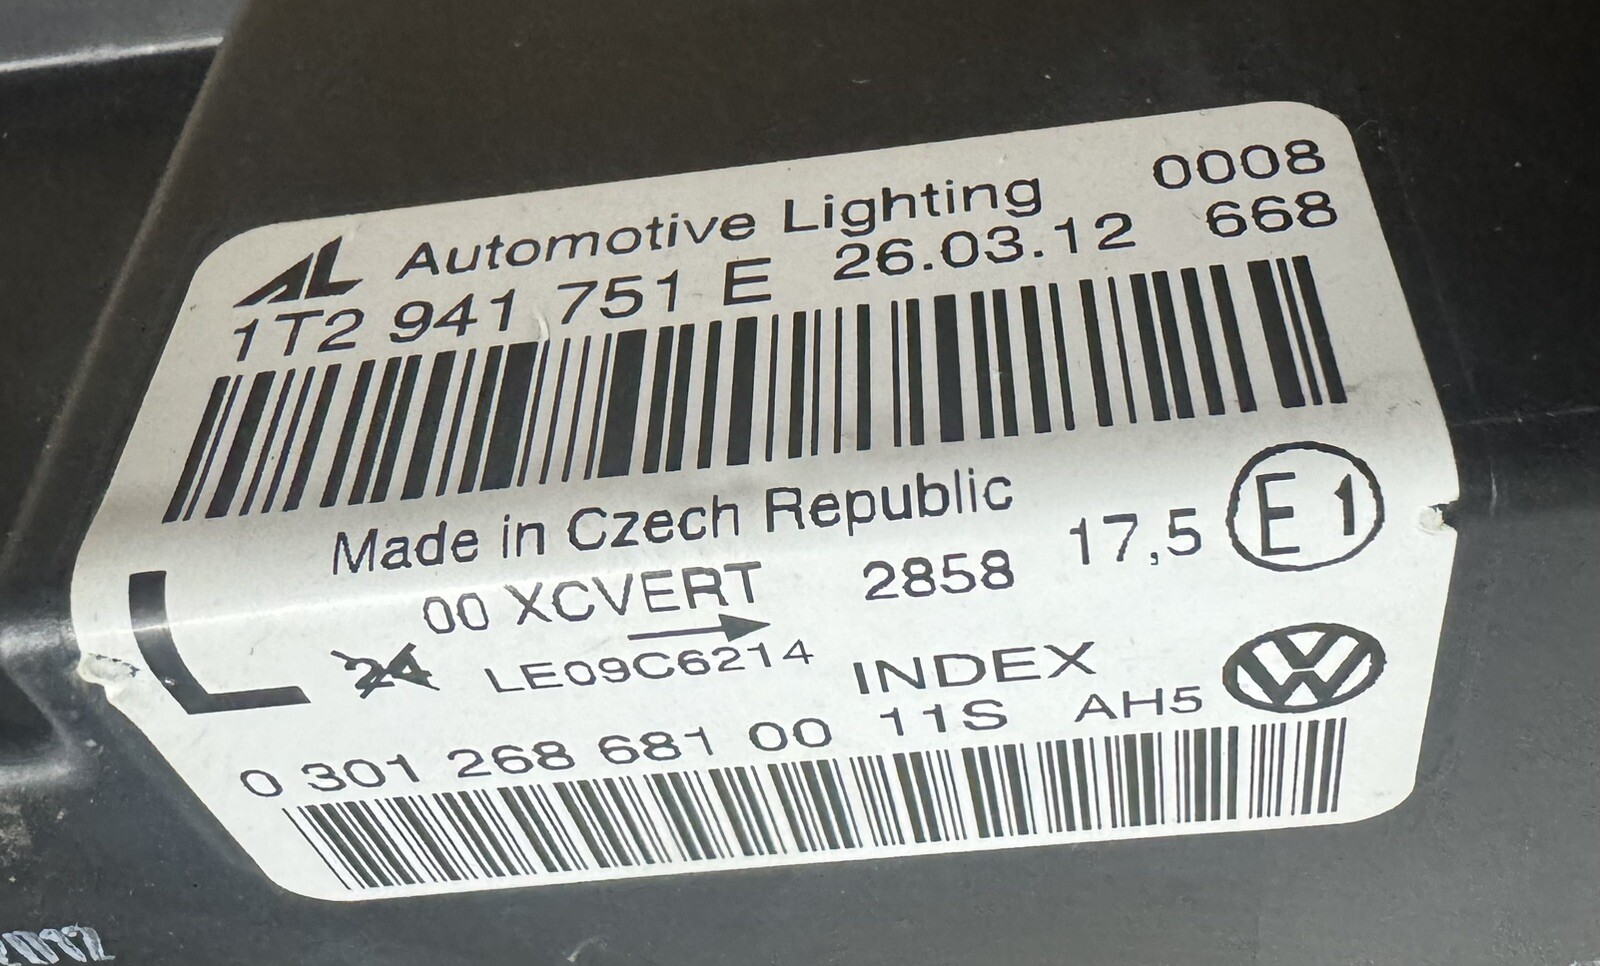 AL Automotive Lighting 0008
1T2 941 751 E 26.03.12 668
Made in Czech Republic
00 XCVERT 2858 17,5 E1
L 24 LE09C6214 INDEX VW
0 301 268 681 00 11S AH5